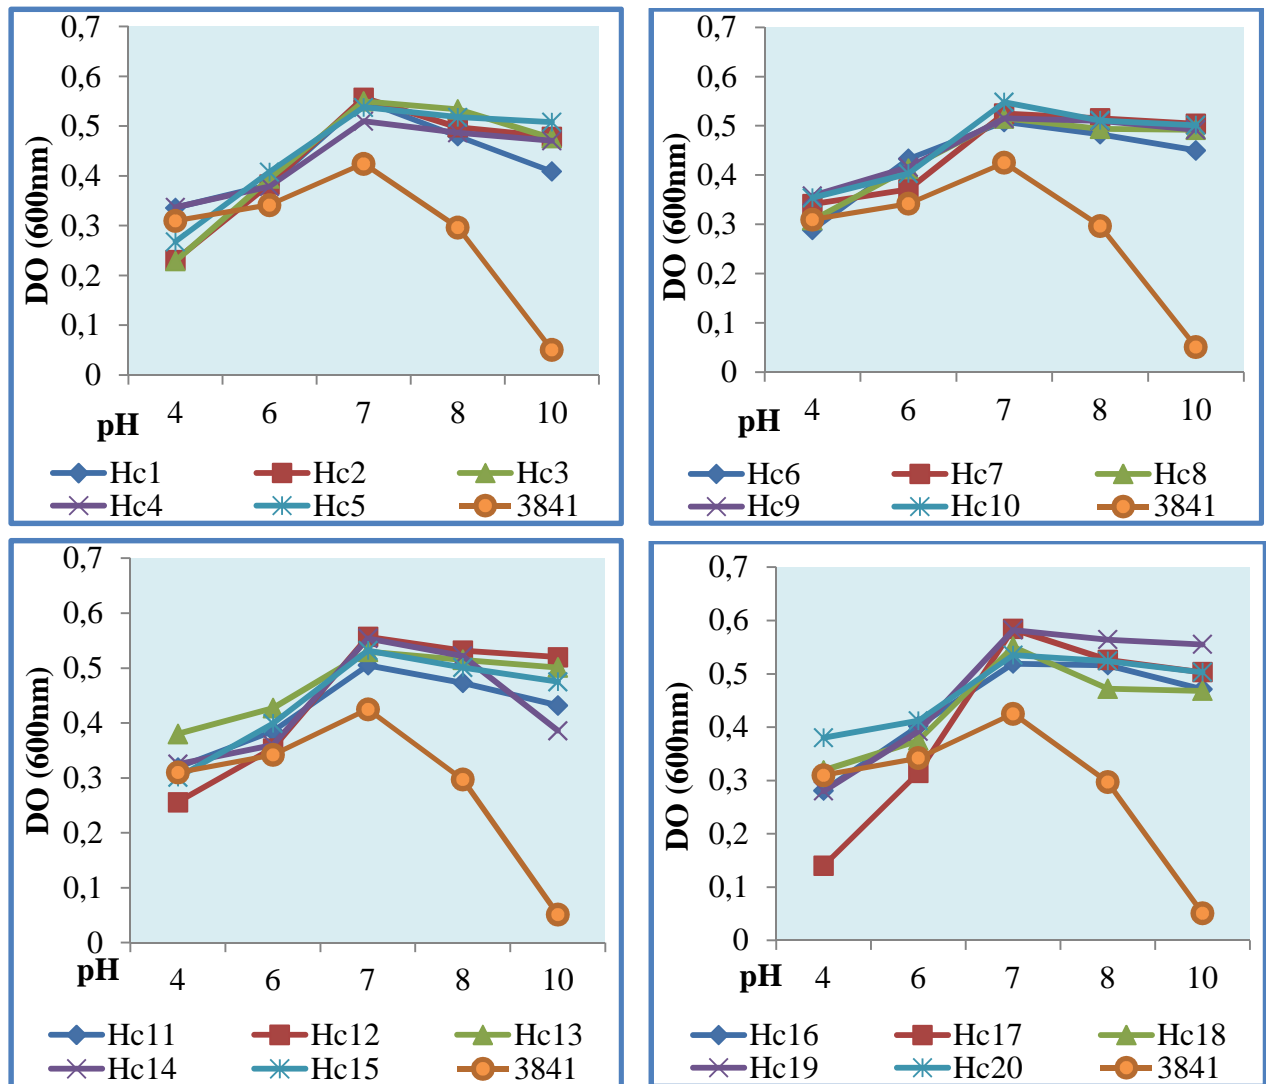 0,7
0,6
0,5
0,4
0,3
0,2
0,1
0
DO (600nm)
pH
4 6 7 8 10
Hc1 Hc2 Hc3
Hc4 Hc5 3841
0,7
0,6
0,5
0,4
0,3
0,2
0,1
0
DO (600nm)
pH
4 6 7 8 10
Hc6 Hc7 Hc8
Hc9 Hc10 3841
0,7
0,6
0,5
0,4
0,3
0,2
0,1
0
DO (600nm)
pH
4 6 7 8 10
Hc11 Hc12 Hc13
Hc14 Hc15 3841
0,7
0,6
0,5
0,4
0,3
0,2
0,1
0
DO (600nm)
pH
4 6 7 8 10
Hc16 Hc17 Hc18
Hc19 Hc20 3841